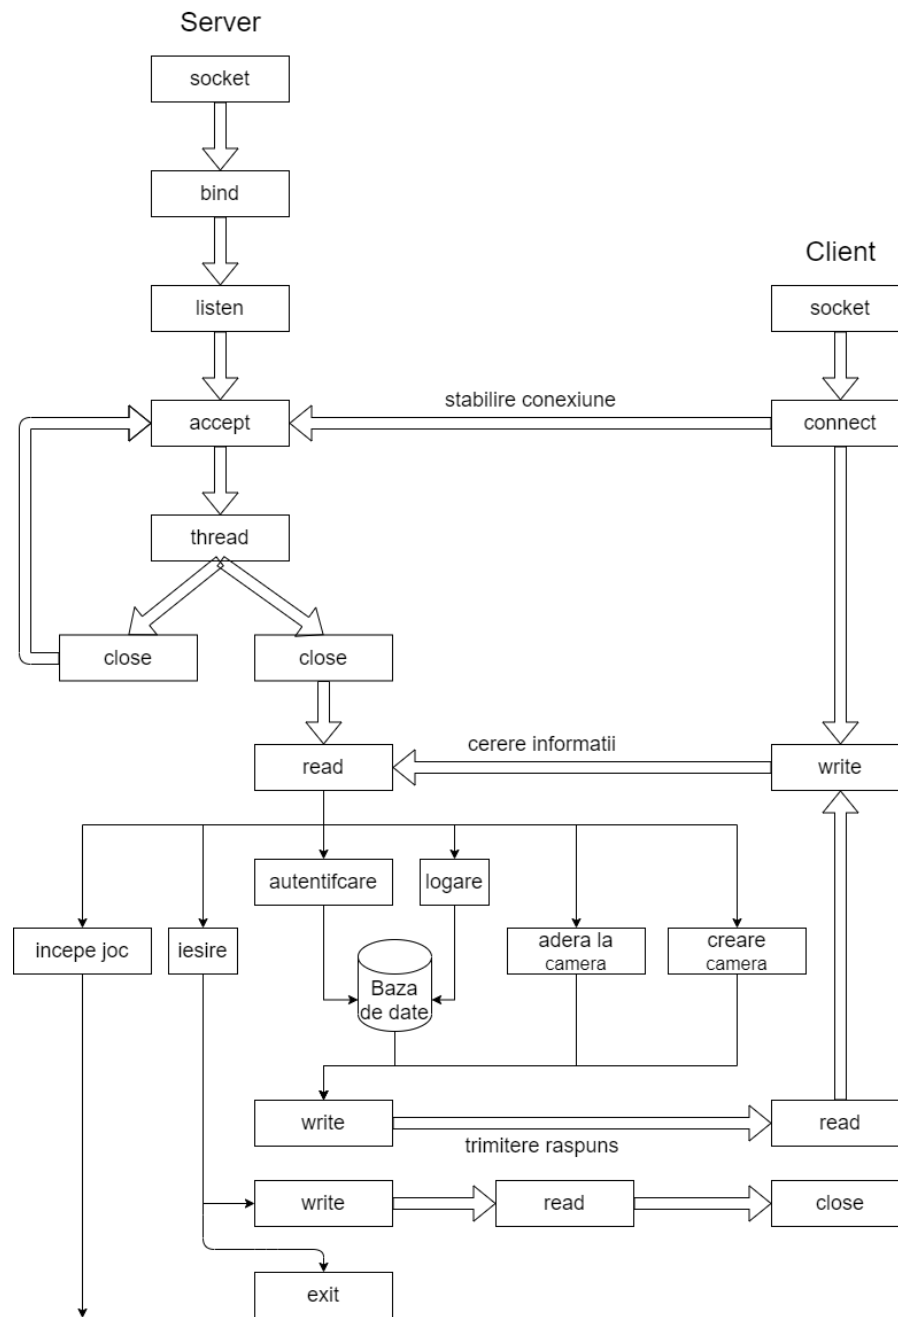 Server
socket
bind
Client
listen
socket
stabilire conexiune
accept
connect
thread
close
close
cerere informatii
read
write
autentifcare
logare
incepe joc
iesire
adera la
camera
creare
camera
Baza
de date
write
read
trimitere raspuns
write
read
close
exit